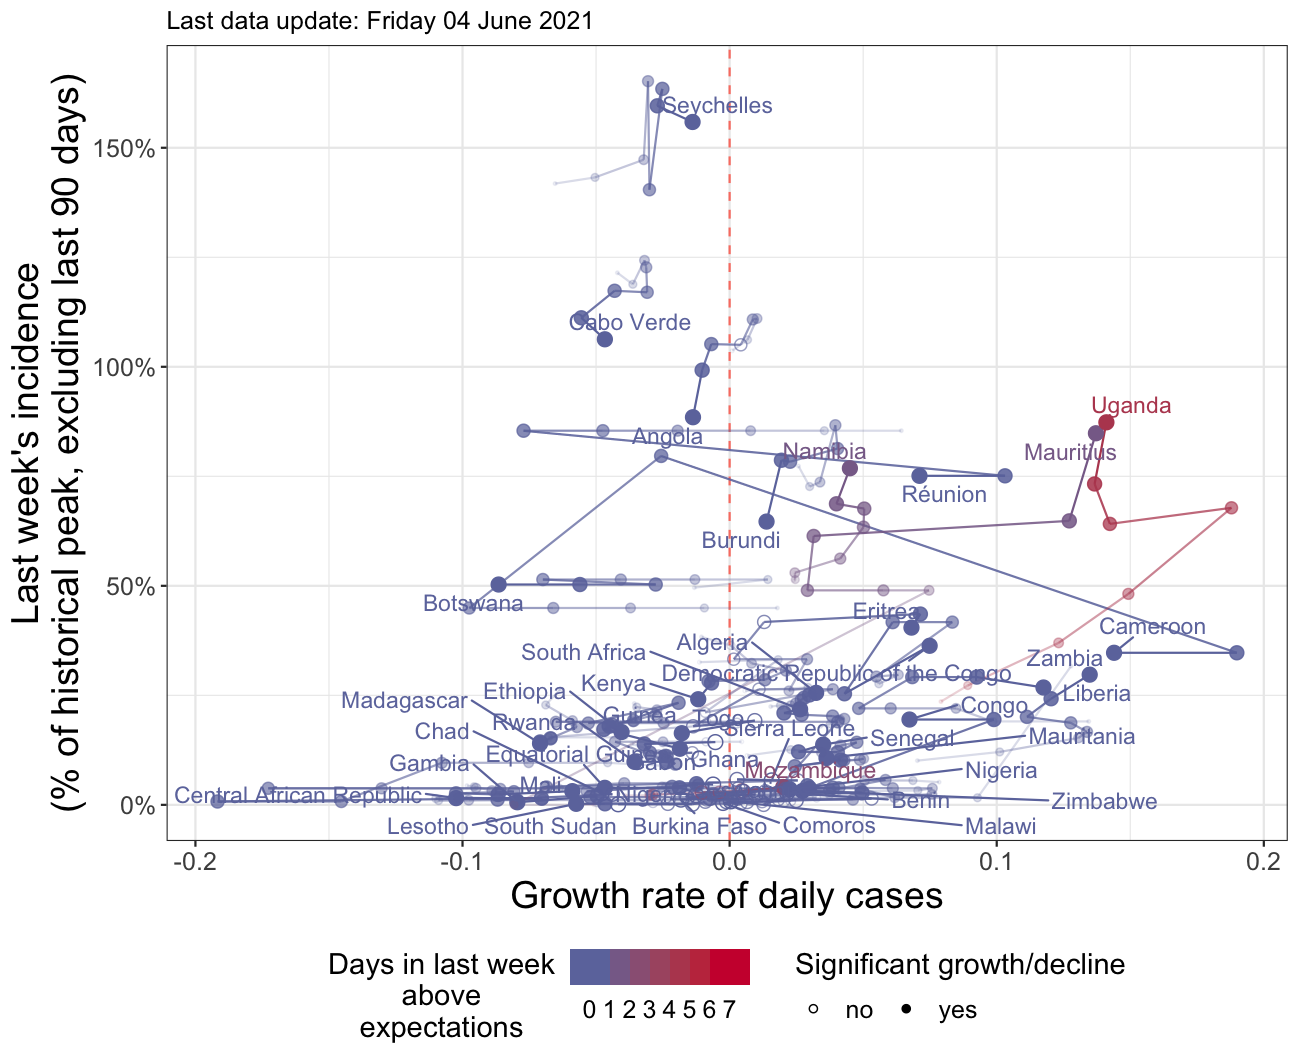 Last data update: Friday 04 June 2021
Last week's incidence
(% of historical peak, excluding last 90 days)
150%
100%
50%
0%
Seychelles
Cabo Verde
Uganda
Angola
Namibia
Mauritius
Réunion
Burundi
Botswana
Eritrea
Cameroon
Algeria
South Africa
Zambia
Democratic Republic of the Congo
Kenya
Ethiopia
Liberia
Madagascar
Congo
Guinea
Togo
Rwanda
Chad
Sierra Leone
Senegal
Mauritania
Equatorial Guinea
Gabon
Ghana
Gambia
Mozambique
Nigeria
Mali
Central African Republic
Benin
Zimbabwe
Lesotho
South Sudan
Burkina Faso
Comoros
Malawi
-0.2
-0.1
0.0
0.1
0.2
Growth rate of daily cases
Days in last week
above
expectations
0 1 2 3 4 5 6 7
Significant growth/decline
no
yes